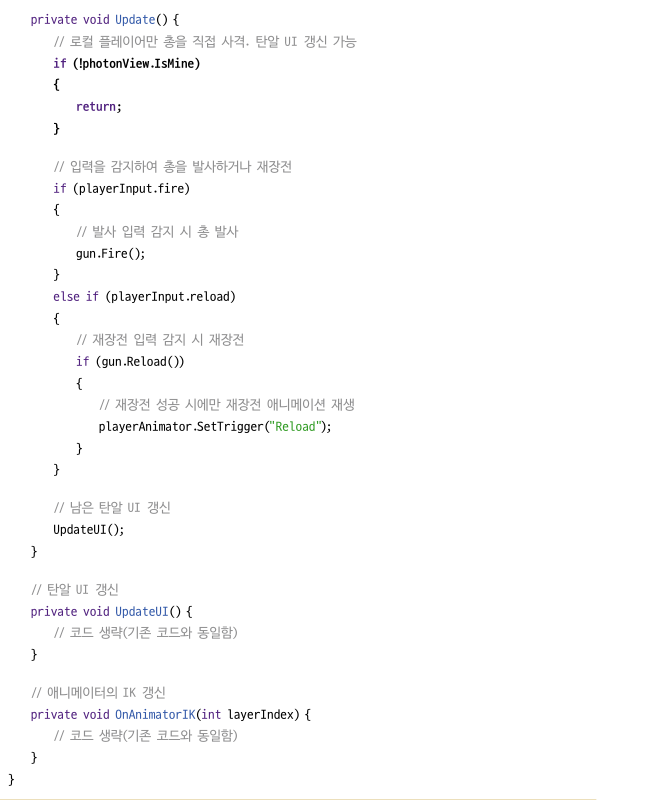 private void Update() {
// 로컬 플레이어만 총을 직접 사격. 탄알 UI 갱신 가능
if (!photonView.IsMine)
{
return;
}
// 입력을 감지하여 총을 발사하거나 재장전
if (playerInput.fire)
{
// 발사 입력 감지 시 총 발사
gun.Fire();
}
else if (playerInput.reload)
{
// 재장전 입력 감지 시 재장전
if (gun.Reload())
{
// 재장전 성공 시에만 재장전 애니메이션 재생
playerAnimator.SetTrigger("Reload");
}
}
// 남은 탄알 UI 갱신
UpdateUI();
}
// 탄알 UI 갱신
private void UpdateUI() {
// 코드 생략(기존 코드와 동일함)
}
// 애니메이터의 IK 갱신
private void OnAnimatorIK(int layerIndex) {
// 코드 생략(기존 코드와 동일함)
}
}